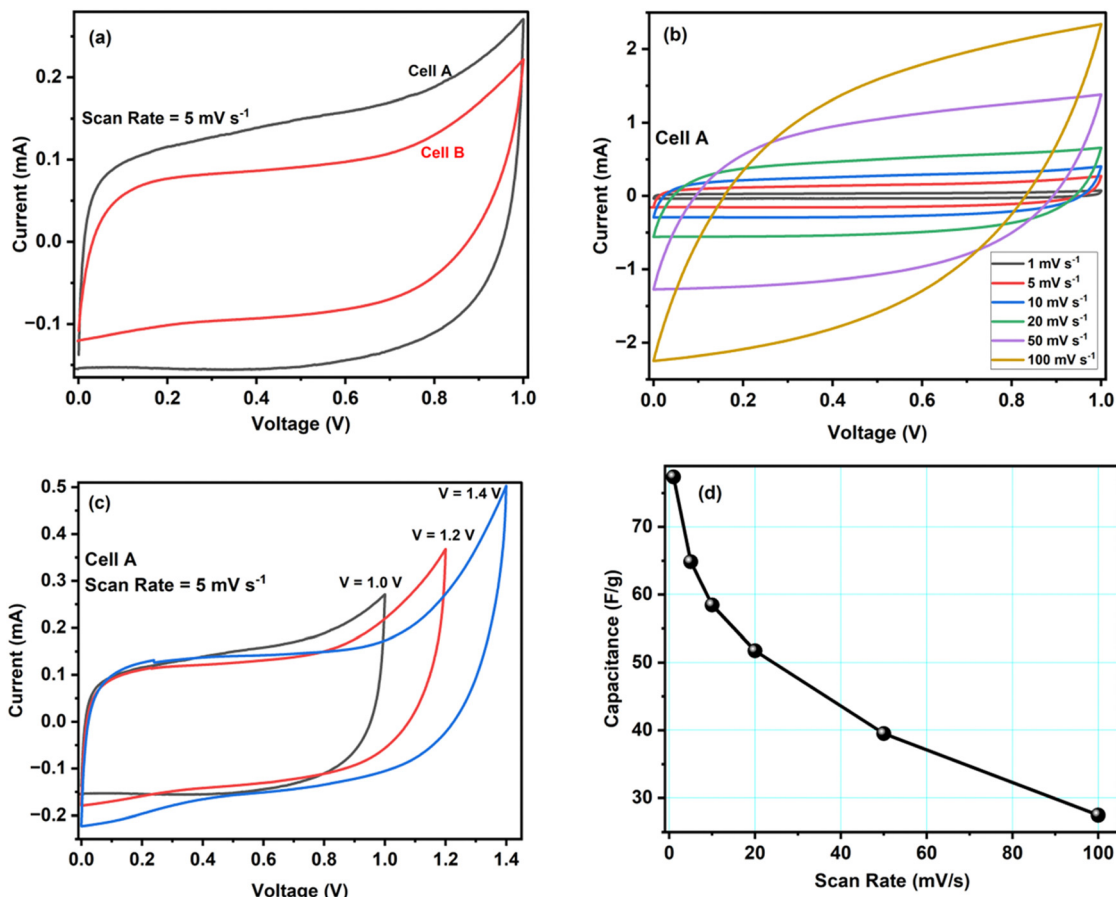 (a)
Cell A
Scan Rate = 5 mV s⁻¹
Cell B
0.2
0.1
0.0
−0.1
Current (mA)
0.0 0.2 0.4 0.6 0.8 1.0
Voltage (V)
(b)
Cell A
2
1
0
−1
−2
Current (mA)
1 mV s⁻¹
5 mV s⁻¹
10 mV s⁻¹
20 mV s⁻¹
50 mV s⁻¹
100 mV s⁻¹
0.0 0.2 0.4 0.6 0.8 1.0
Voltage (V)
(c)
V = 1.4 V
V = 1.2 V
Cell A
Scan Rate = 5 mV s⁻¹
V = 1.0 V
0.5
0.4
0.3
0.2
0.1
0.0
−0.1
−0.2
Current (mA)
0.0 0.2 0.4 0.6 0.8 1.0 1.2 1.4
Voltage (V)
(d)
70
60
50
40
30
Capacitance (F/g)
0 20 40 60 80 100
Scan Rate (mV/s)